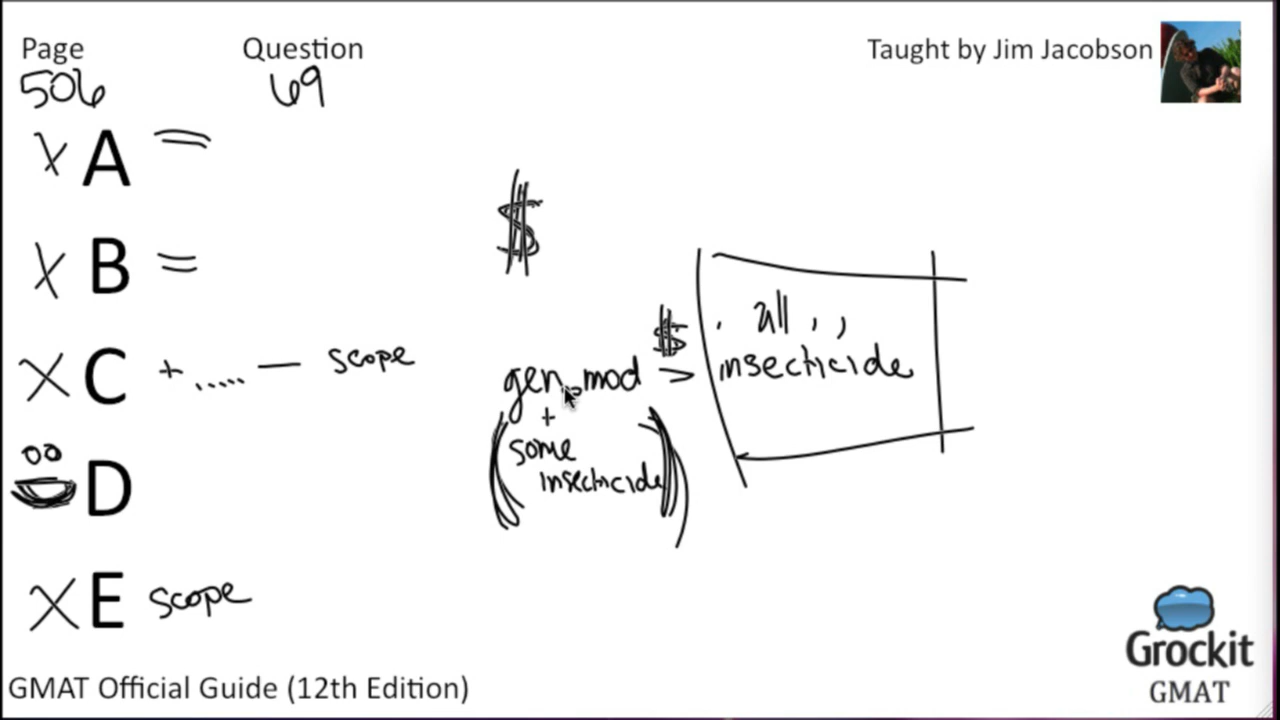 Page Question Taught by Jim Jacobson
506 69
X A =
X B =
X C + ..... — scope
D
X E scope
$
$ . all , ,
gen. mod > insecticide
+
(some
insecticide)
GMAT Official Guide (12th Edition)
Grockit
GMAT